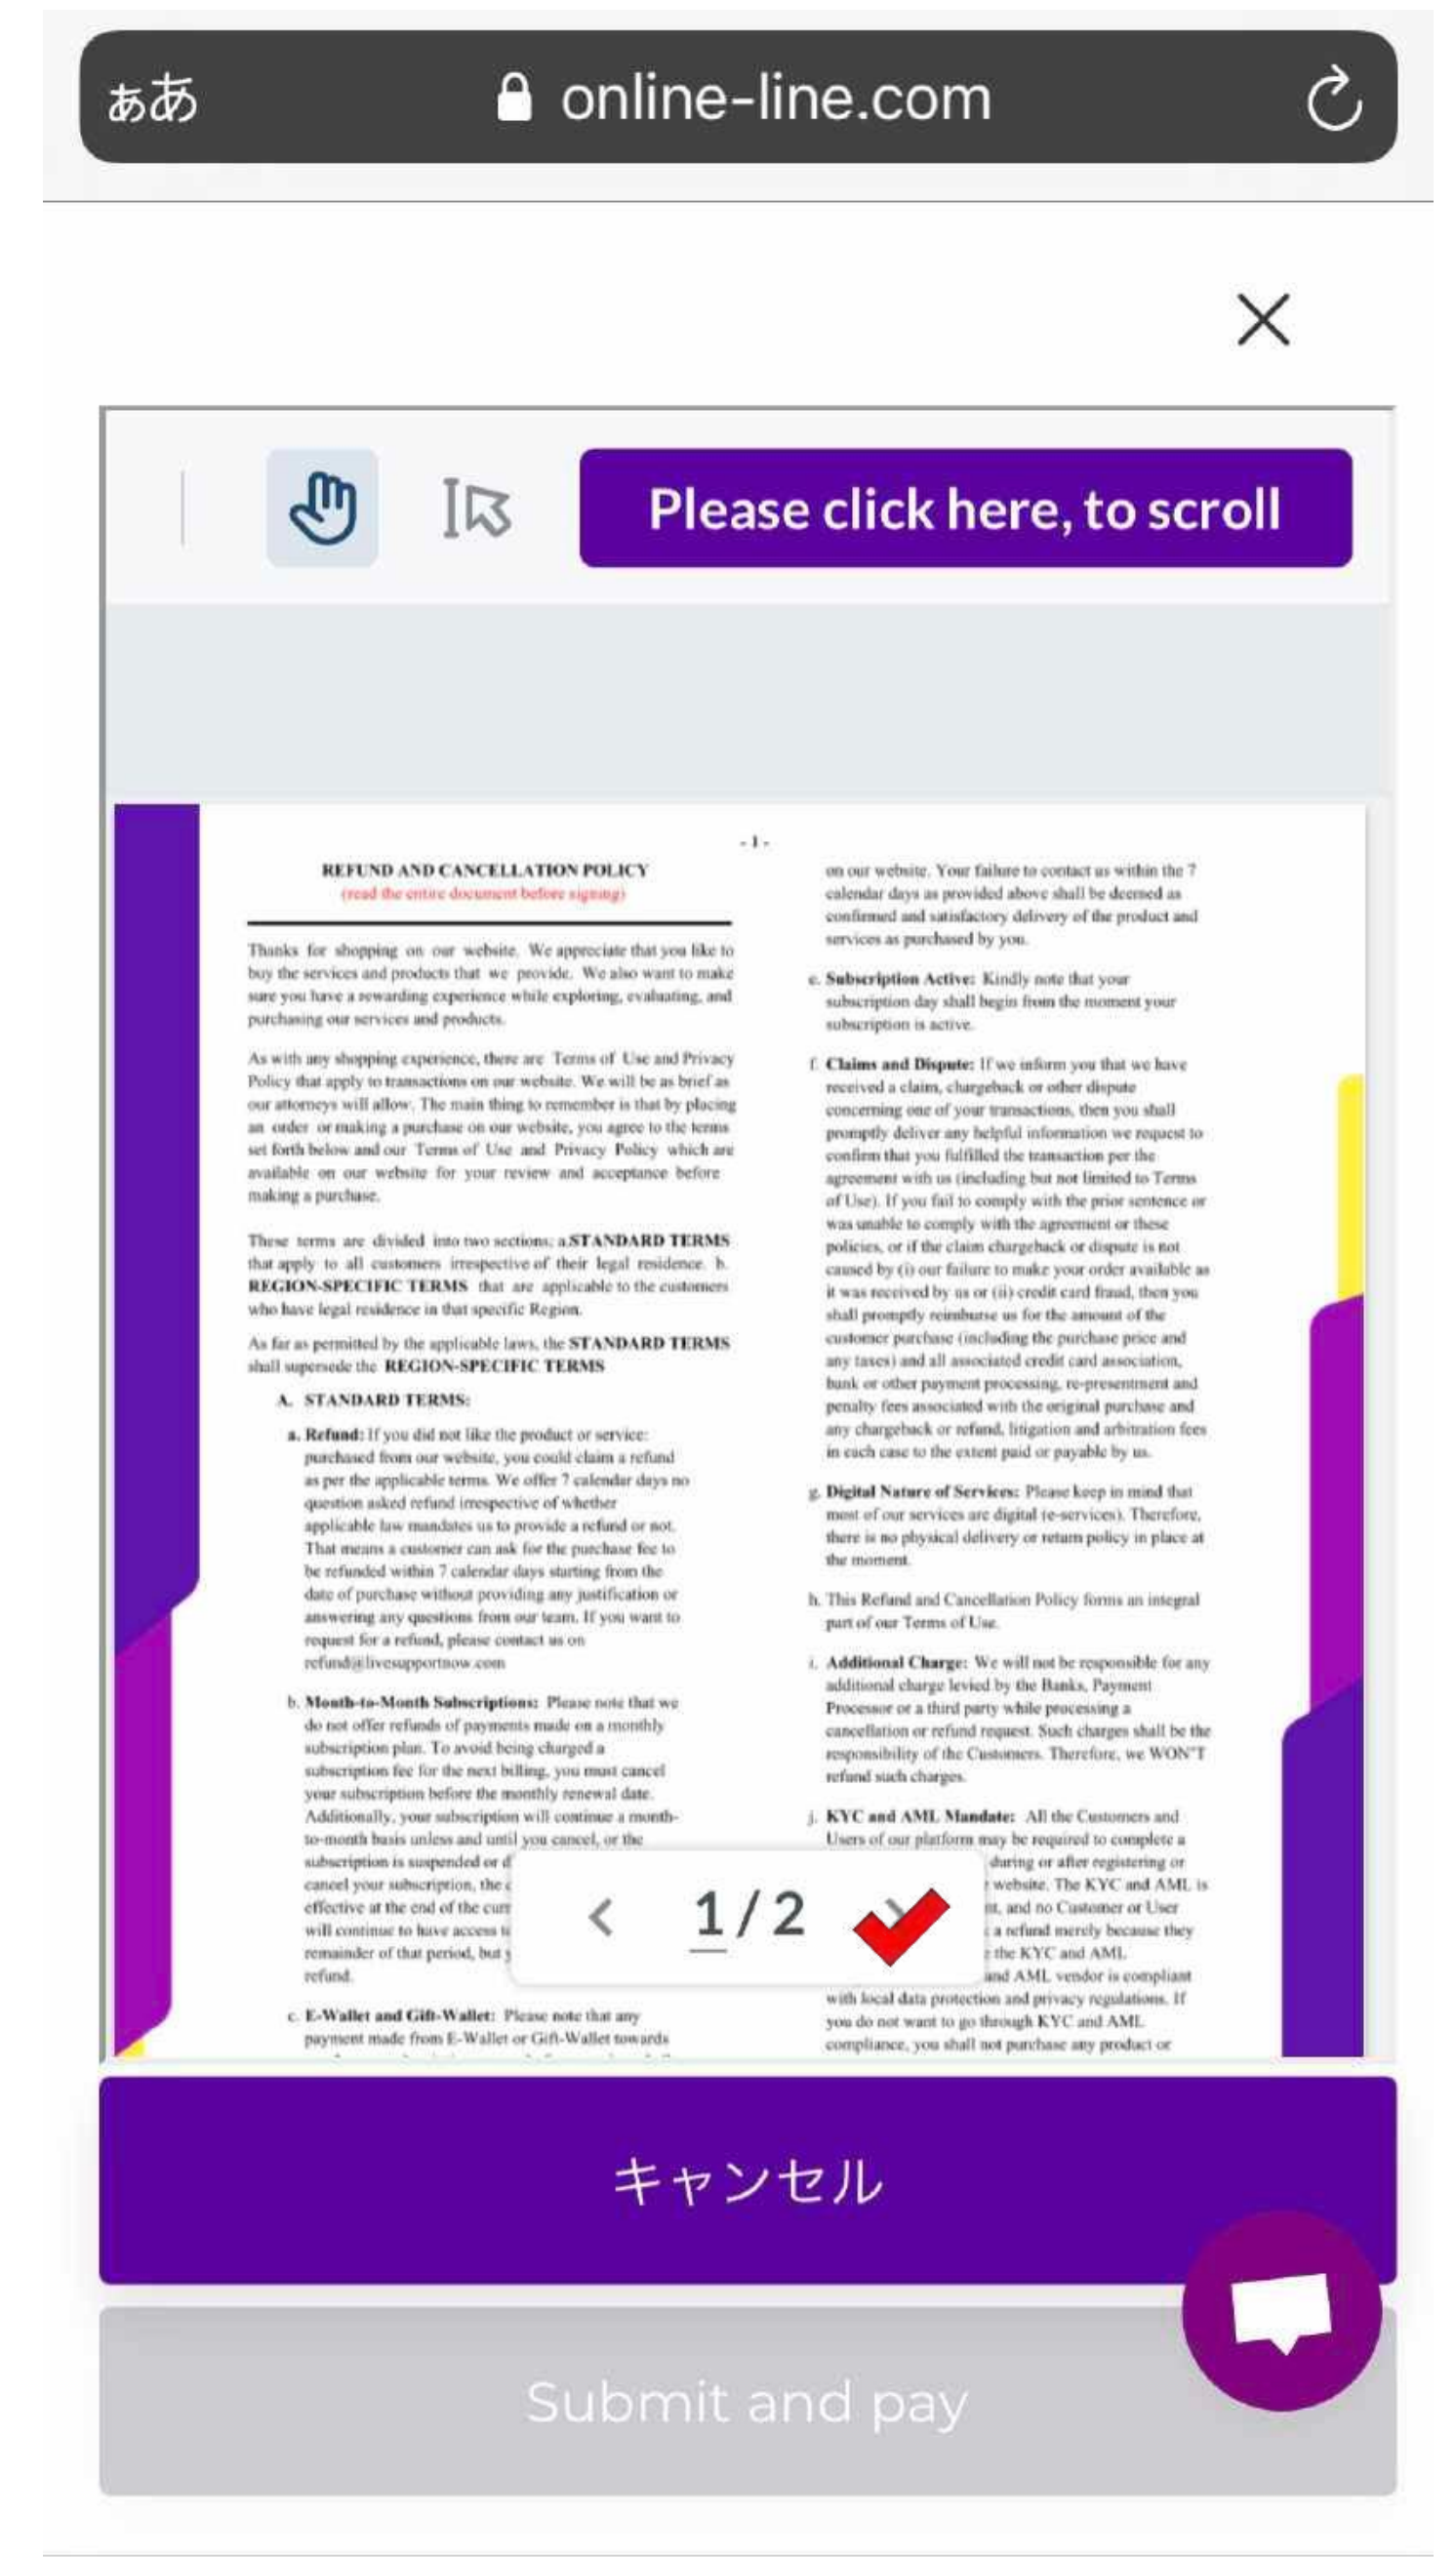 ぁあ
online-line.com
Please click here, to scroll
- 1 -
REFUND AND CANCELLATION POLICY
(read the entire document before signing)
Thanks for shopping on our website. We appreciate that you like to
buy the services and products that we provide. We also want to make
sure you have a rewarding experience while exploring, evaluating, and
purchasing our services and products.
As with any shopping experience, there are Terms of Use and Privacy
Policy that apply to transactions on our website. We will be as brief as
our attorneys will allow. The main thing to remember is that by placing
an order or making a purchase on our website, you agree to the terms
set forth below and our Terms of Use and Privacy Policy which are
available on our website for your review and acceptance before
making a purchase.
These terms are divided into two sections; a.STANDARD TERMS
that apply to all customers irrespective of their legal residence. b.
REGION-SPECIFIC TERMS that are applicable to the customers
who have legal residence in that specific Region.
As far as permitted by the applicable laws, the STANDARD TERMS
shall supersede the REGION-SPECIFIC TERMS
A. STANDARD TERMS:
a. Refund: If you did not like the product or service:
purchased from our website, you could claim a refund
as per the applicable terms. We offer 7 calendar days no
question asked refund irrespective of whether
applicable law mandates us to provide a refund or not.
That means a customer can ask for the purchase fee to
be refunded within 7 calendar days starting from the
date of purchase without providing any justification or
answering any questions from our team. If you want to
request for a refund, please contact us on
refund@livesupportnow.com
b. Month-to-Month Subscriptions: Please note that we
do not offer refunds of payments made on a monthly
subscription plan. To avoid being charged a
subscription fee for the next billing, you must cancel
your subscription before the monthly renewal date.
Additionally, your subscription will continue a month-
to-month basis unless and until you cancel, or the
subscription is suspended or d
cancel your subscription, the c
effective at the end of the curr
will continue to have access t
remainder of that period, but y
refund.
c. E-Wallet and Gift-Wallet: Please note that any
payment made from E-Wallet or Gift-Wallet towards
on our website. Your failure to contact us within the 7
calendar days as provided above shall be deemed as
confirmed and satisfactory delivery of the product and
services as purchased by you.
e. Subscription Active: Kindly note that your
subscription day shall begin from the moment your
subscription is active.
f. Claims and Dispute: If we inform you that we have
received a claim, chargeback or other dispute
concerning one of your transactions, then you shall
promptly deliver any helpful information we request to
confirm that you fulfilled the transaction per the
agreement with us (including but not limited to Terms
of Use). If you fail to comply with the prior sentence or
was unable to comply with the agreement or these
policies, or if the claim chargeback or dispute is not
caused by (i) our failure to make your order available as
it was received by us or (ii) credit card fraud, then you
shall promptly reimburse us for the amount of the
customer purchase (including the purchase price and
any taxes) and all associated credit card association,
bank or other payment processing, re-presentment and
penalty fees associated with the original purchase and
any chargeback or refund, litigation and arbitration fees
in each case to the extent paid or payable by us.
g. Digital Nature of Services: Please keep in mind that
most of our services are digital (e-services). Therefore,
there is no physical delivery or return policy in place at
the moment.
h. This Refund and Cancellation Policy forms an integral
part of our Terms of Use.
i. Additional Charge: We will not be responsible for any
additional charge levied by the Banks, Payment
Processor or a third party while processing a
cancellation or refund request. Such charges shall be the
responsibility of the Customers. Therefore, we WON'T
refund such charges.
j. KYC and AML Mandate: All the Customers and
Users of our platform may be required to complete a
during or after registering or
website. The KYC and AML is
nt, and no Customer or User
a refund merely because they
the KYC and AML
and AML vendor is compliant
with local data protection and privacy regulations. If
you do not want to go through KYC and AML
compliance, you shall not purchase any product or
1 / 2
キャンセル
Submit and pay